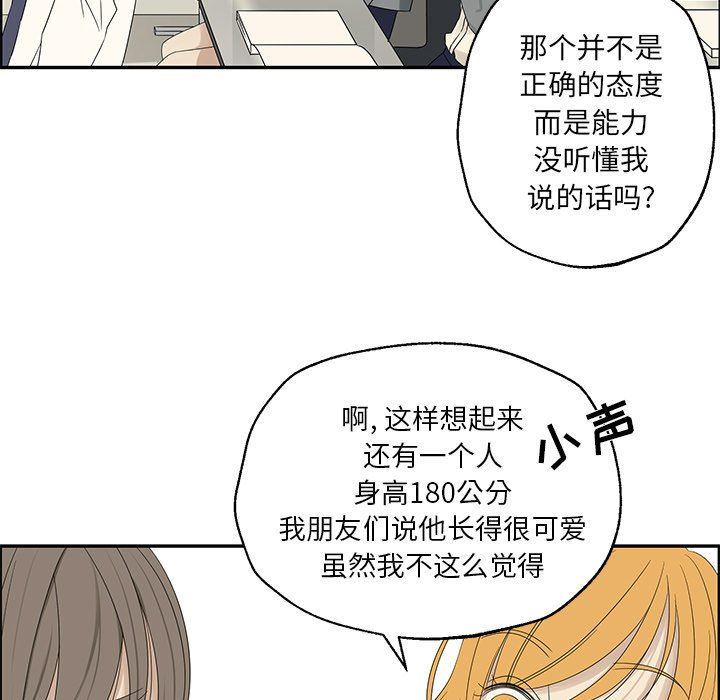 那个并不是
正确的态度
而是能力
没听懂我
说的话吗?
啊,这样想起来
还有一个人
身高180公分
我朋友们说他长得很可爱
虽然我不这么觉得
小声